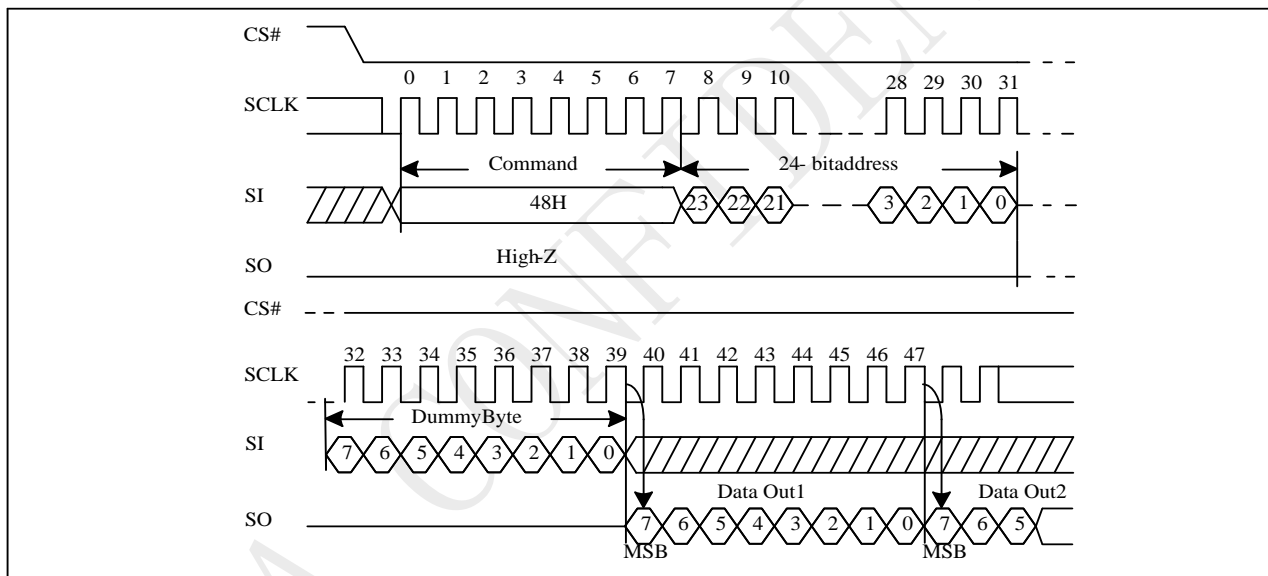 CS#
0 1 2 3 4 5 6 7 8 9 10 28 29 30 31
SCLK
Command 24- bitaddress
SI 48H 23 22 21 3 2 1 0
High-Z
SO
CS#
32 33 34 35 36 37 38 39 40 41 42 43 44 45 46 47
SCLK
DummyByte
SI 7 6 5 4 3 2 1 0
Data Out1 Data Out2
SO 7 6 5 4 3 2 1 0 7 6 5
MSB MSB
A CONFIDEN